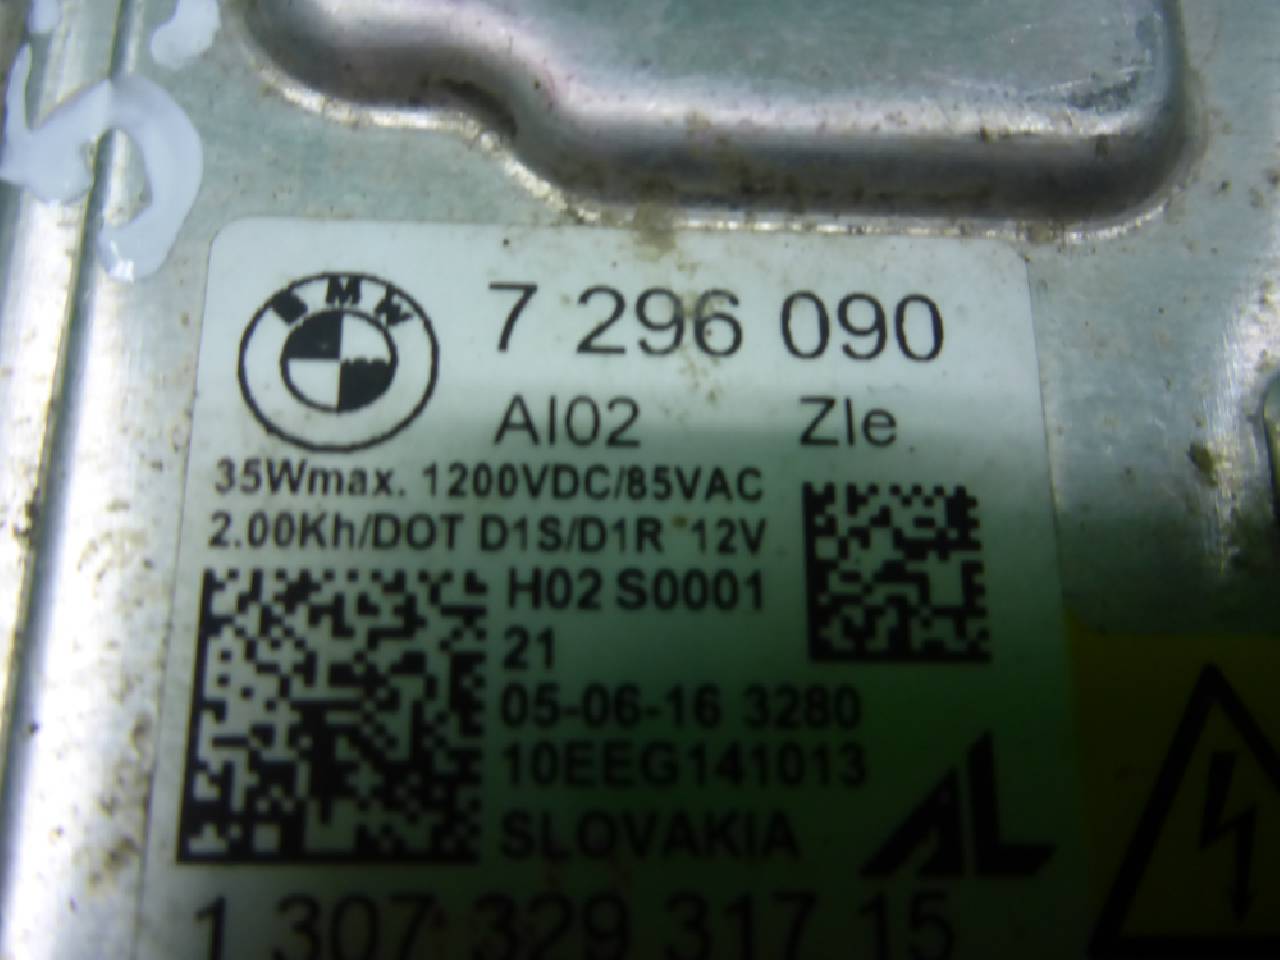 BMW
7 296 090
AI02 ZIe
35Wmax. 1200VDC/85VAC
2.00Kh/DOT D1S/D1R 12V
H02 S0001
21
05-06-16 3280
10EEG141013
SLOVAKIA
AL
1 307 329 317 15